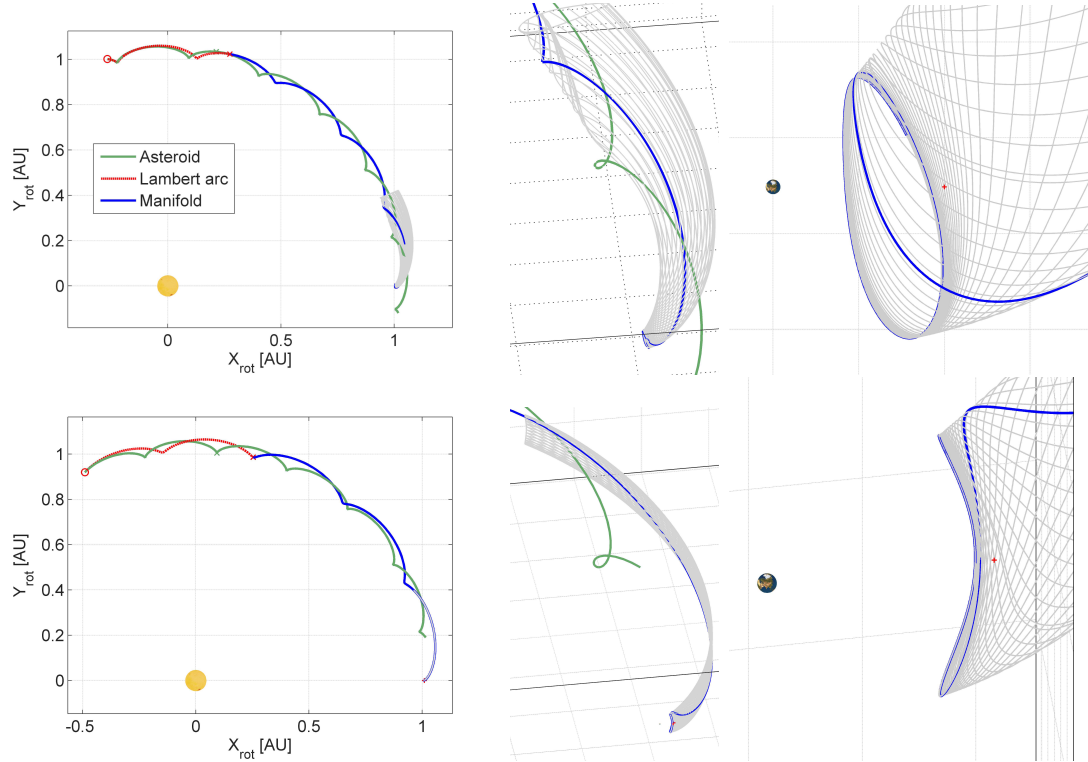 1
0.8
0.6
0.4
0.2
0
Y_rot [AU]
Asteroid
Lambert arc
Manifold
0
0.5
1
X_rot [AU]
1
0.8
0.6
0.4
0.2
0
Y_rot [AU]
-0.5
0
0.5
1
X_rot [AU]